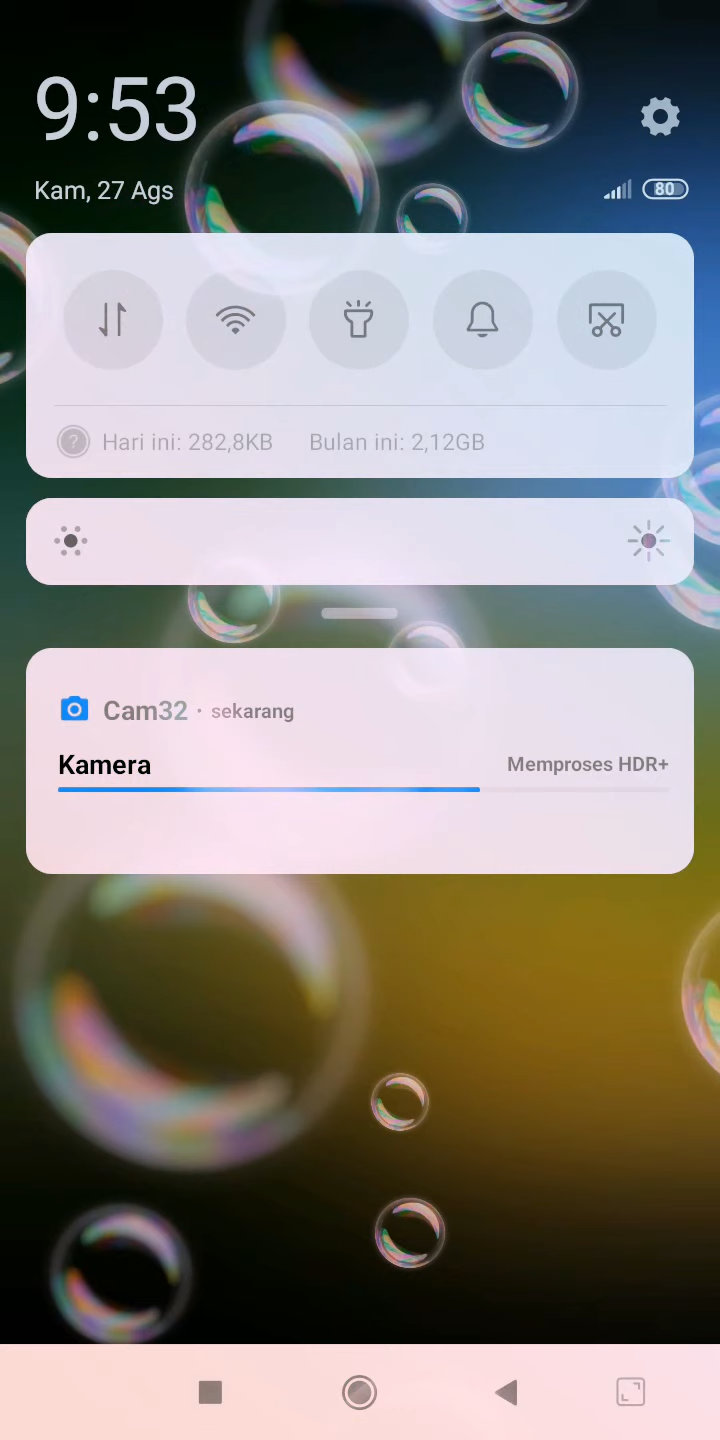 9:53
Kam, 27 Ags
80
Hari ini: 282,8KB Bulan ini: 2,12GB
Cam32 · sekarang
Kamera Memproses HDR+